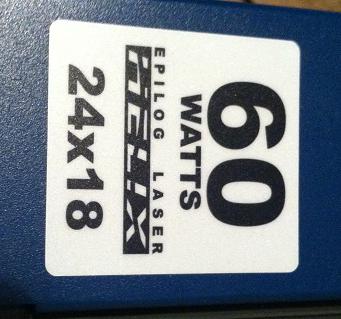 60
WATTS
EPILOG LASER
HELIX
24x18